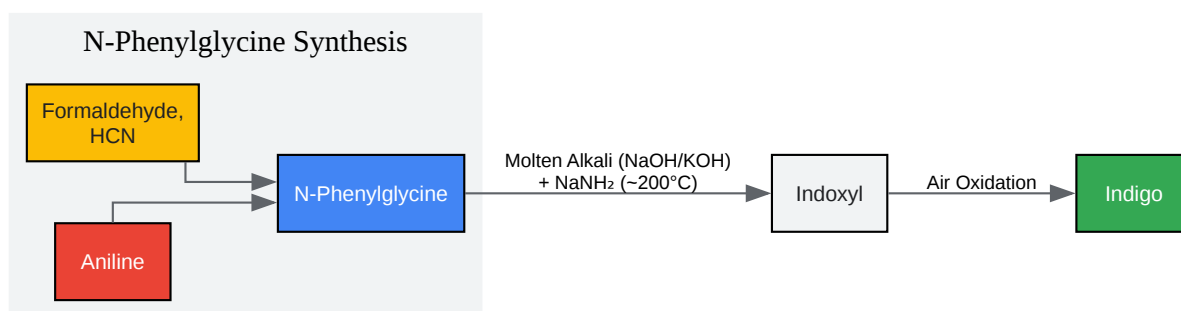 N-Phenylglycine Synthesis
Formaldehyde,
HCN
Aniline
N-Phenylglycine
Molten Alkali (NaOH/KOH)
+ NaNH₂ (~200°C)
Indoxyl
Air Oxidation
Indigo